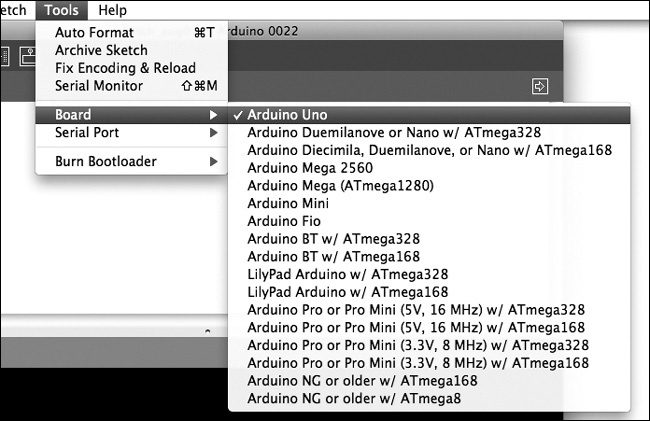 etch Tools Help
rduino 0022
Auto Format ⌘T
Archive Sketch
Fix Encoding & Reload
Serial Monitor ⇧⌘M
Board
Serial Port
Burn Bootloader
✓ Arduino Uno
Arduino Duemilanove or Nano w/ ATmega328
Arduino Diecimila, Duemilanove, or Nano w/ ATmega168
Arduino Mega 2560
Arduino Mega (ATmega1280)
Arduino Mini
Arduino Fio
Arduino BT w/ ATmega328
Arduino BT w/ ATmega168
LilyPad Arduino w/ ATmega328
LilyPad Arduino w/ ATmega168
Arduino Pro or Pro Mini (5V, 16 MHz) w/ ATmega328
Arduino Pro or Pro Mini (5V, 16 MHz) w/ ATmega168
Arduino Pro or Pro Mini (3.3V, 8 MHz) w/ ATmega328
Arduino Pro or Pro Mini (3.3V, 8 MHz) w/ ATmega168
Arduino NG or older w/ ATmega168
Arduino NG or older w/ ATmega8